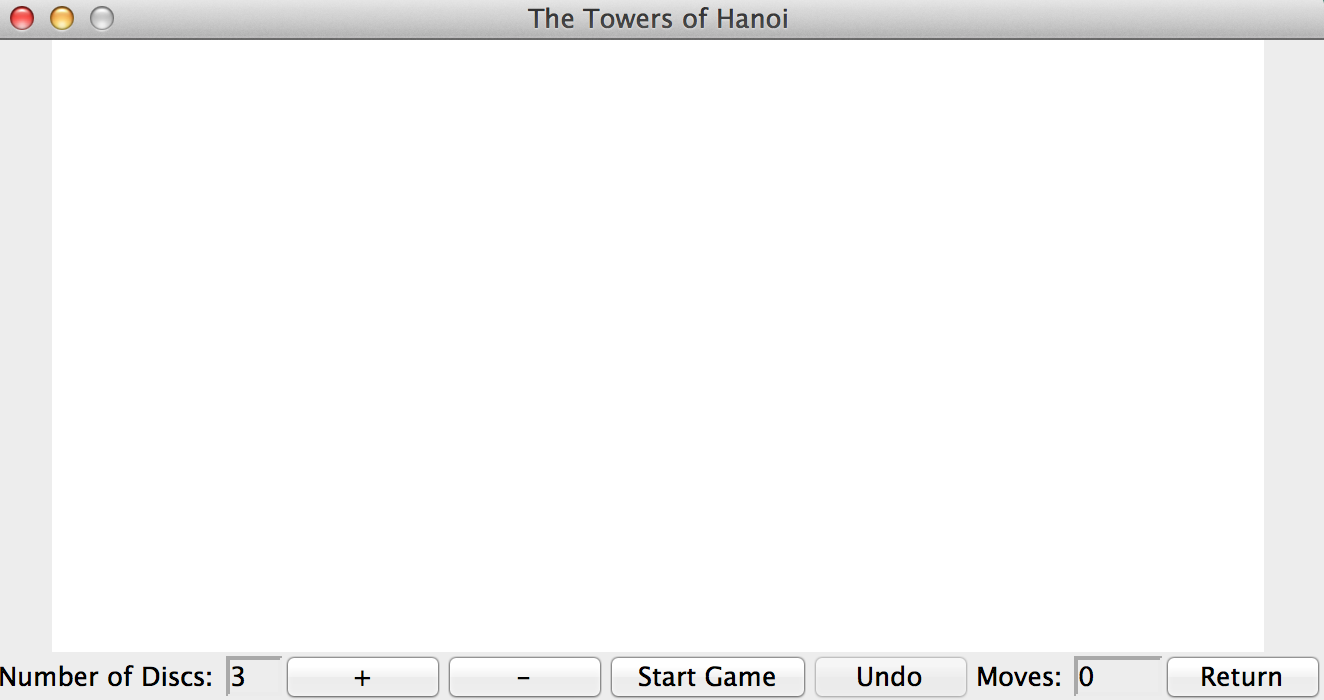 The Towers of Hanoi
Number of Discs: 3 + - Start Game Undo Moves: 0 Return